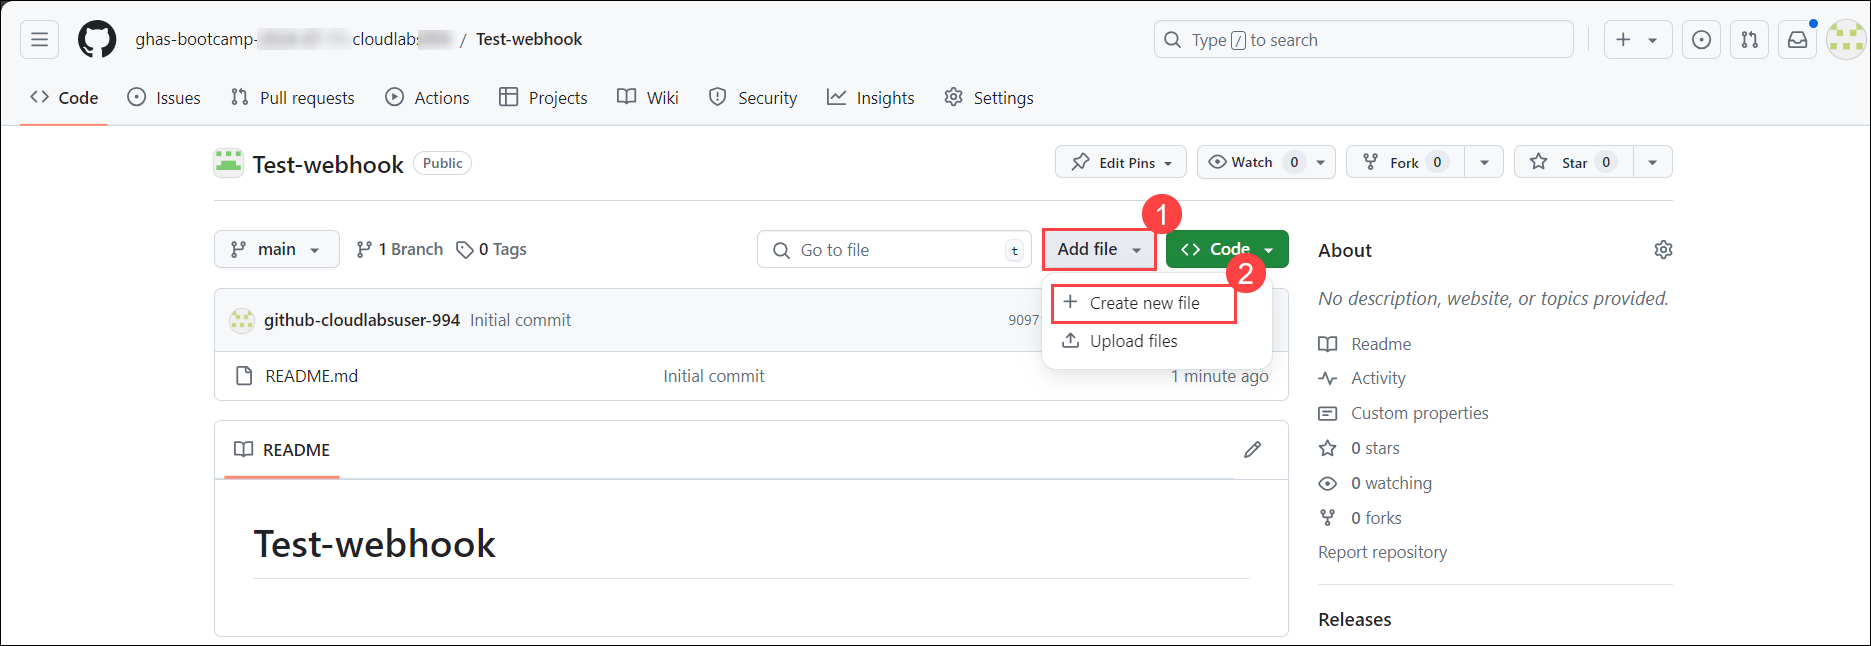 ghas-bootcamp- cloudlabs / Test-webhook
Type / to search
Code Issues Pull requests Actions Projects Wiki Security Insights Settings
Test-webhook Public
Edit Pins Watch 0 Fork 0 Star 0
1
main 1 Branch 0 Tags Go to file t Add file Code About
2
No description, website, or topics provided.
Create new file
github-cloudlabsuser-994 Initial commit 9097
Upload files
Readme
README.md Initial commit 1 minute ago
Activity
Custom properties
README
0 stars
0 watching
0 forks
Test-webhook
Report repository
Releases